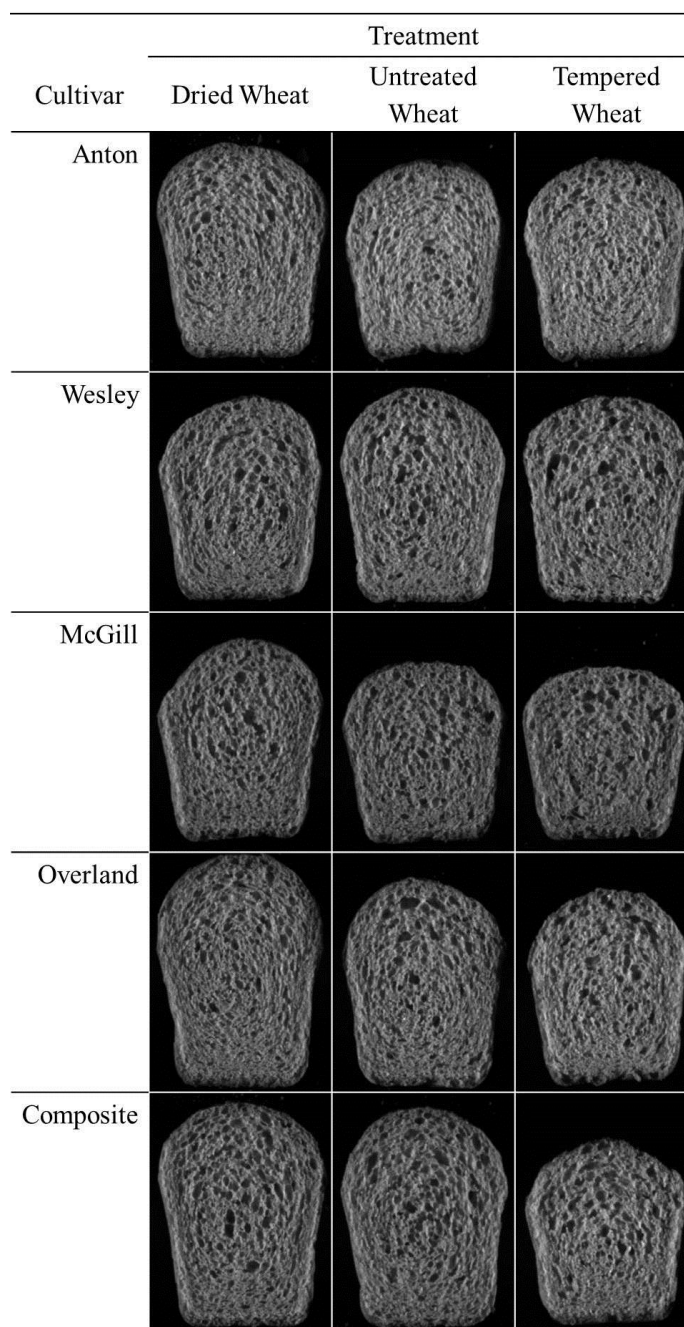 Treatment
Cultivar
Dried Wheat
Untreated
Wheat
Tempered
Wheat
Anton
Wesley
McGill
Overland
Composite